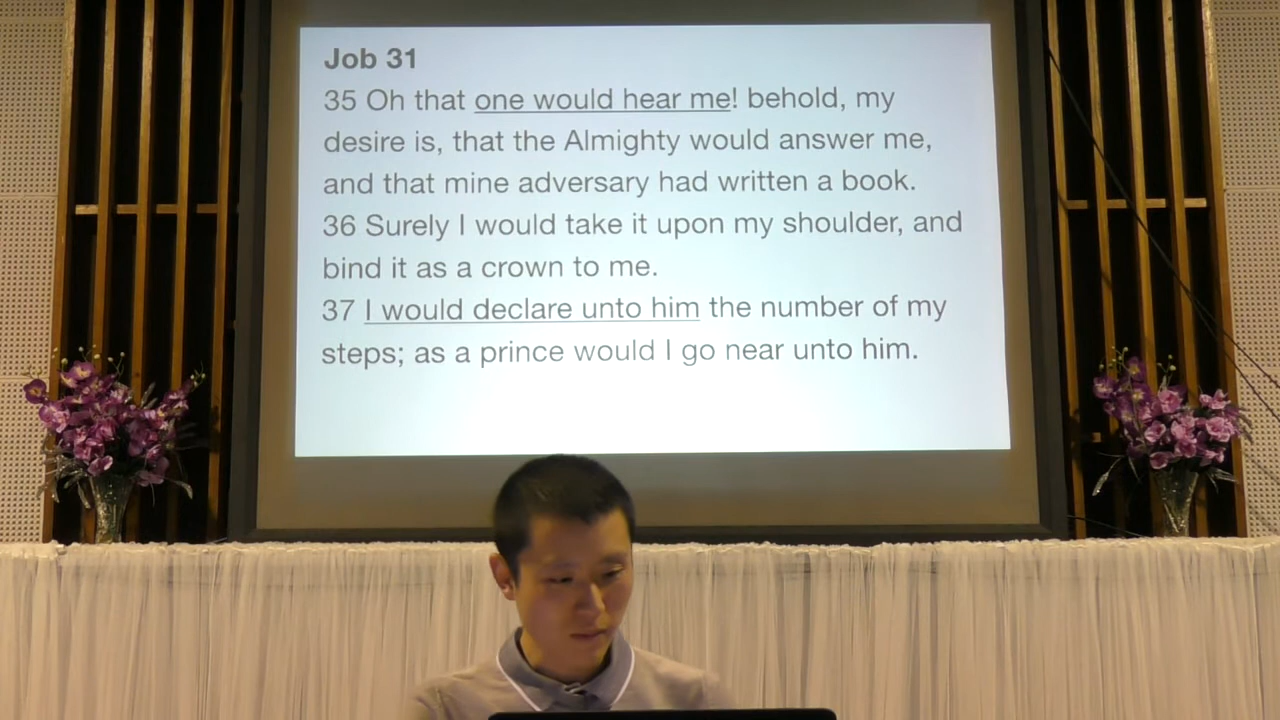 Job 31
35 Oh that one would hear me! behold, my
desire is, that the Almighty would answer me,
and that mine adversary had written a book.
36 Surely I would take it upon my shoulder, and
bind it as a crown to me.
37 I would declare unto him the number of my
steps; as a prince would I go near unto him.